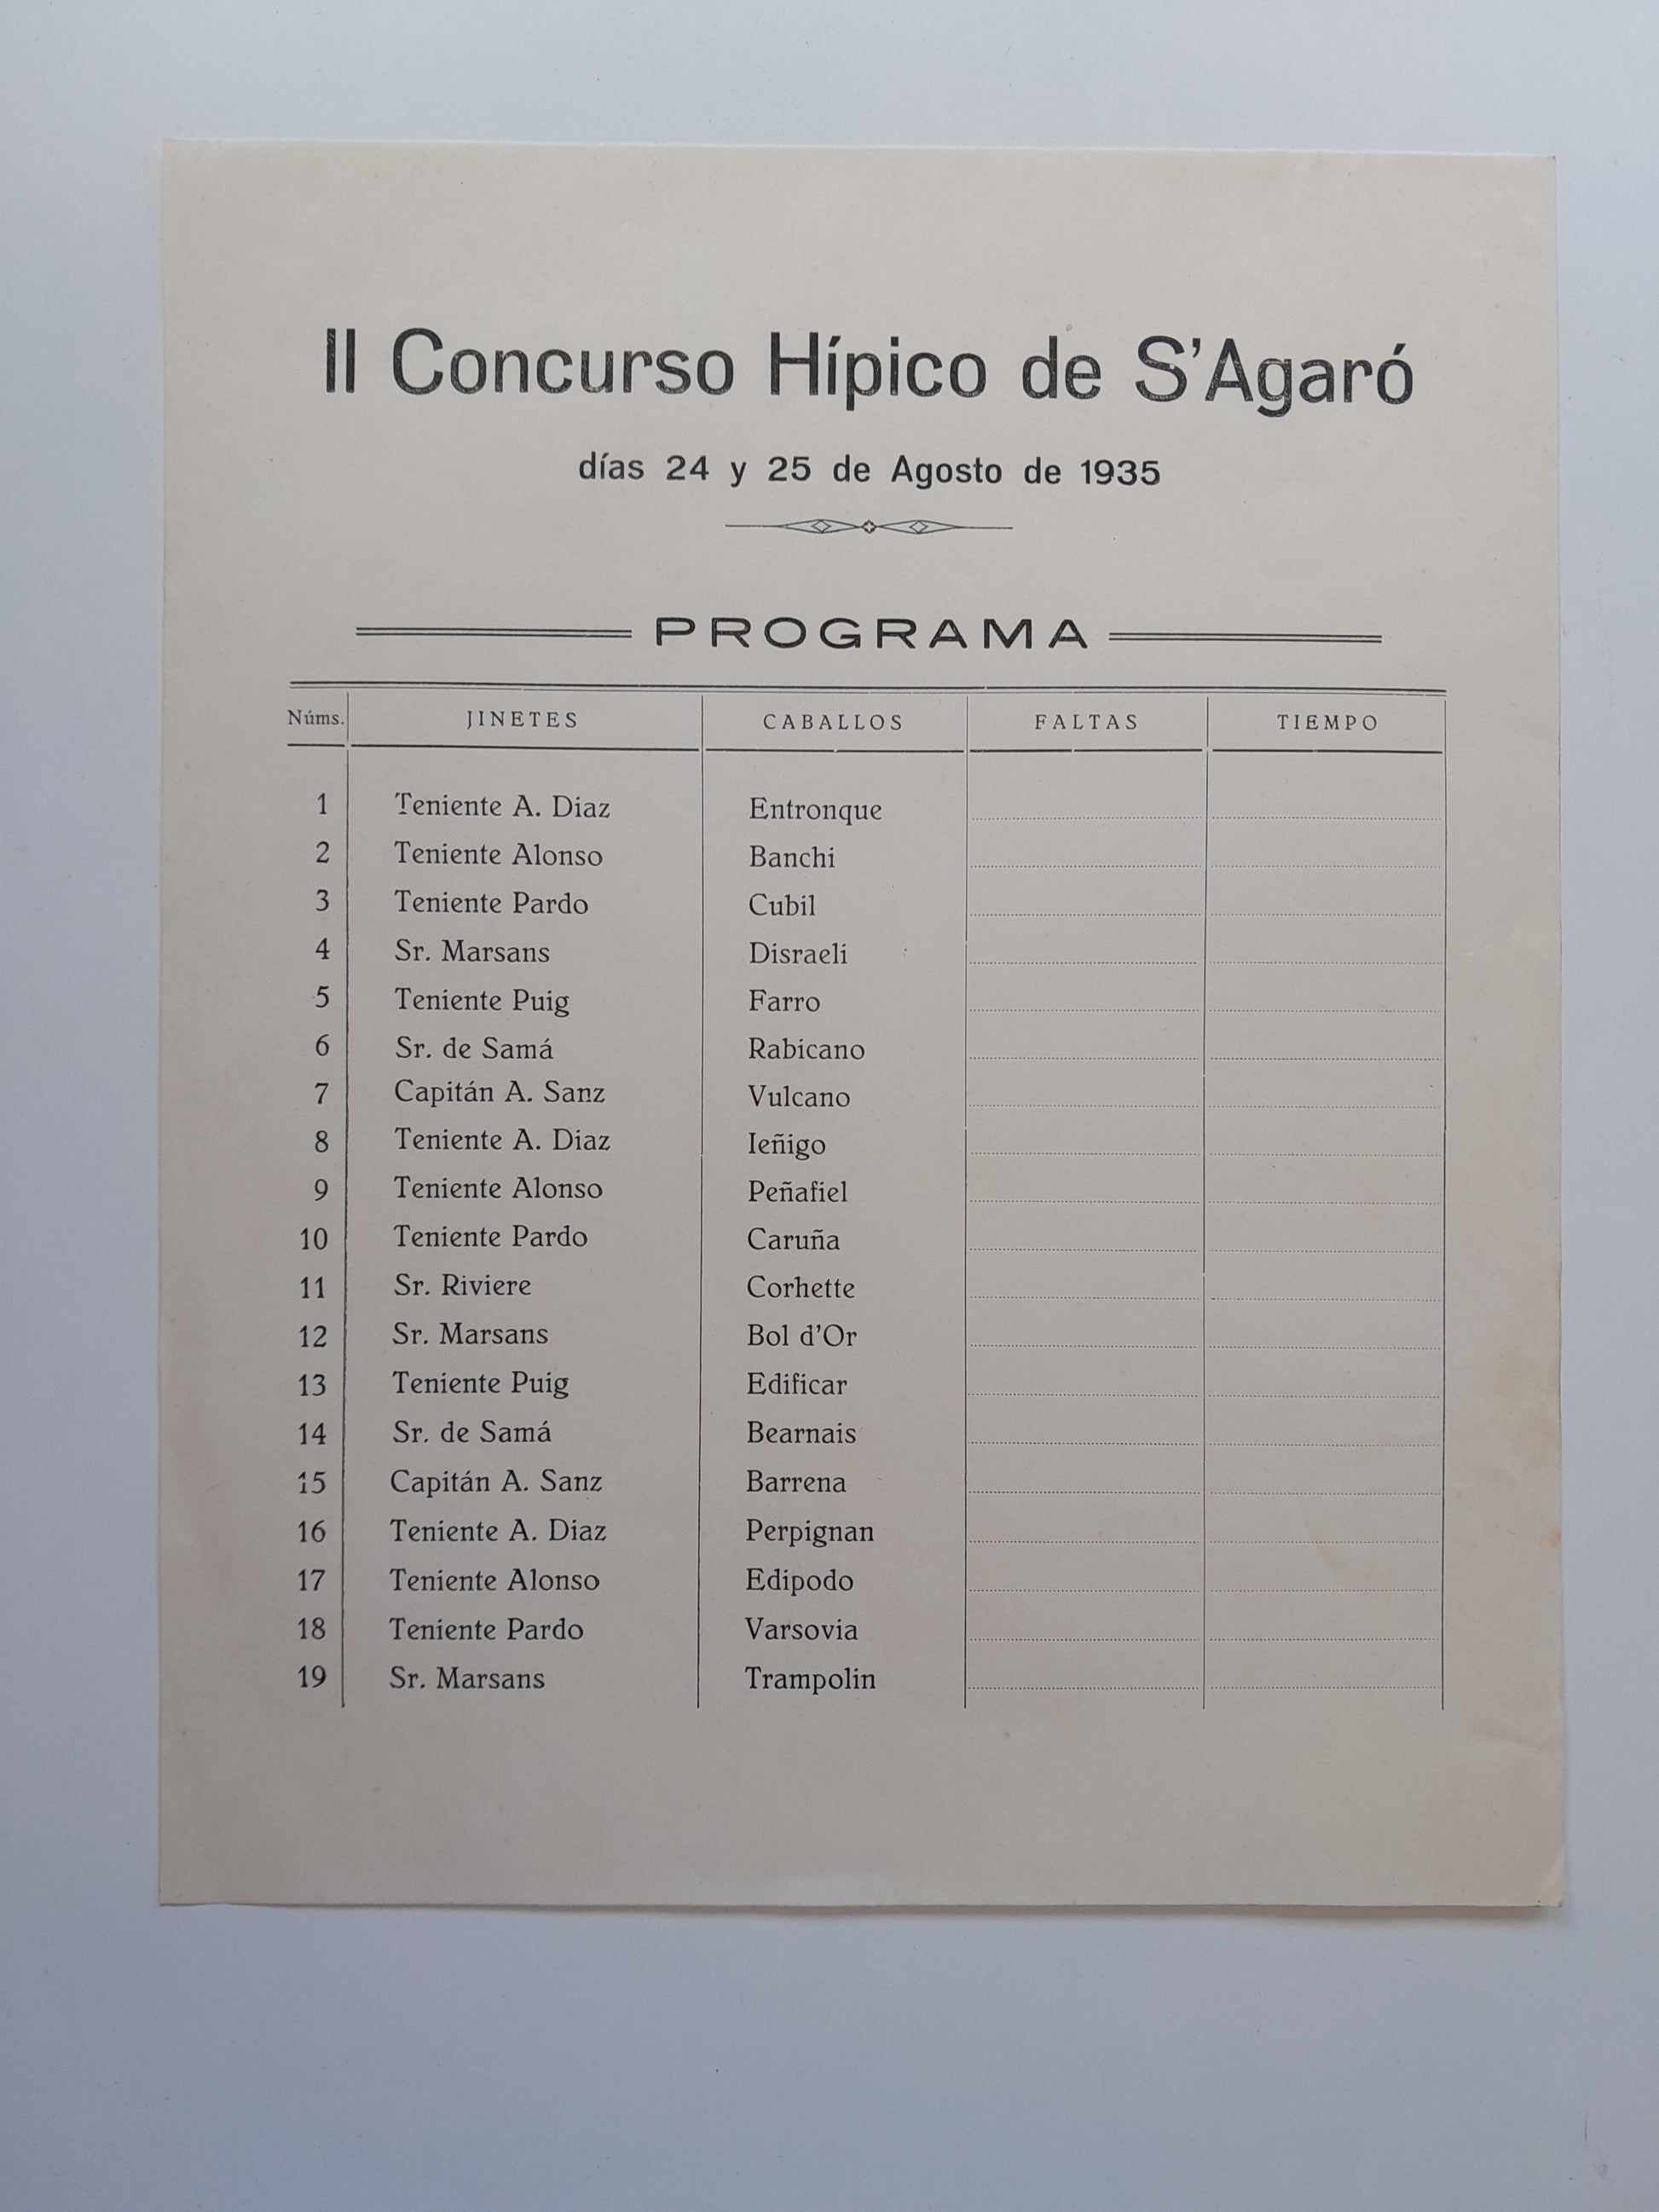 II Concurso Hípico de S'Agaró
días 24 y 25 de Agosto de 1935
PROGRAMA
Núms. JINETES CABALLOS FALTAS TIEMPO
1 Teniente A. Diaz Entronque
2 Teniente Alonso Banchi
3 Teniente Pardo Cubil
4 Sr. Marsans Disraeli
5 Teniente Puig Farro
6 Sr. de Samá Rabicano
7 Capitán A. Sanz Vulcano
8 Teniente A. Diaz Ieñigo
9 Teniente Alonso Peñafiel
10 Teniente Pardo Caruña
11 Sr. Riviere Corhette
12 Sr. Marsans Bol d'Or
13 Teniente Puig Edificar
14 Sr. de Samá Bearnais
15 Capitán A. Sanz Barrena
16 Teniente A. Diaz Perpignan
17 Teniente Alonso Edipodo
18 Teniente Pardo Varsovia
19 Sr. Marsans Trampolin